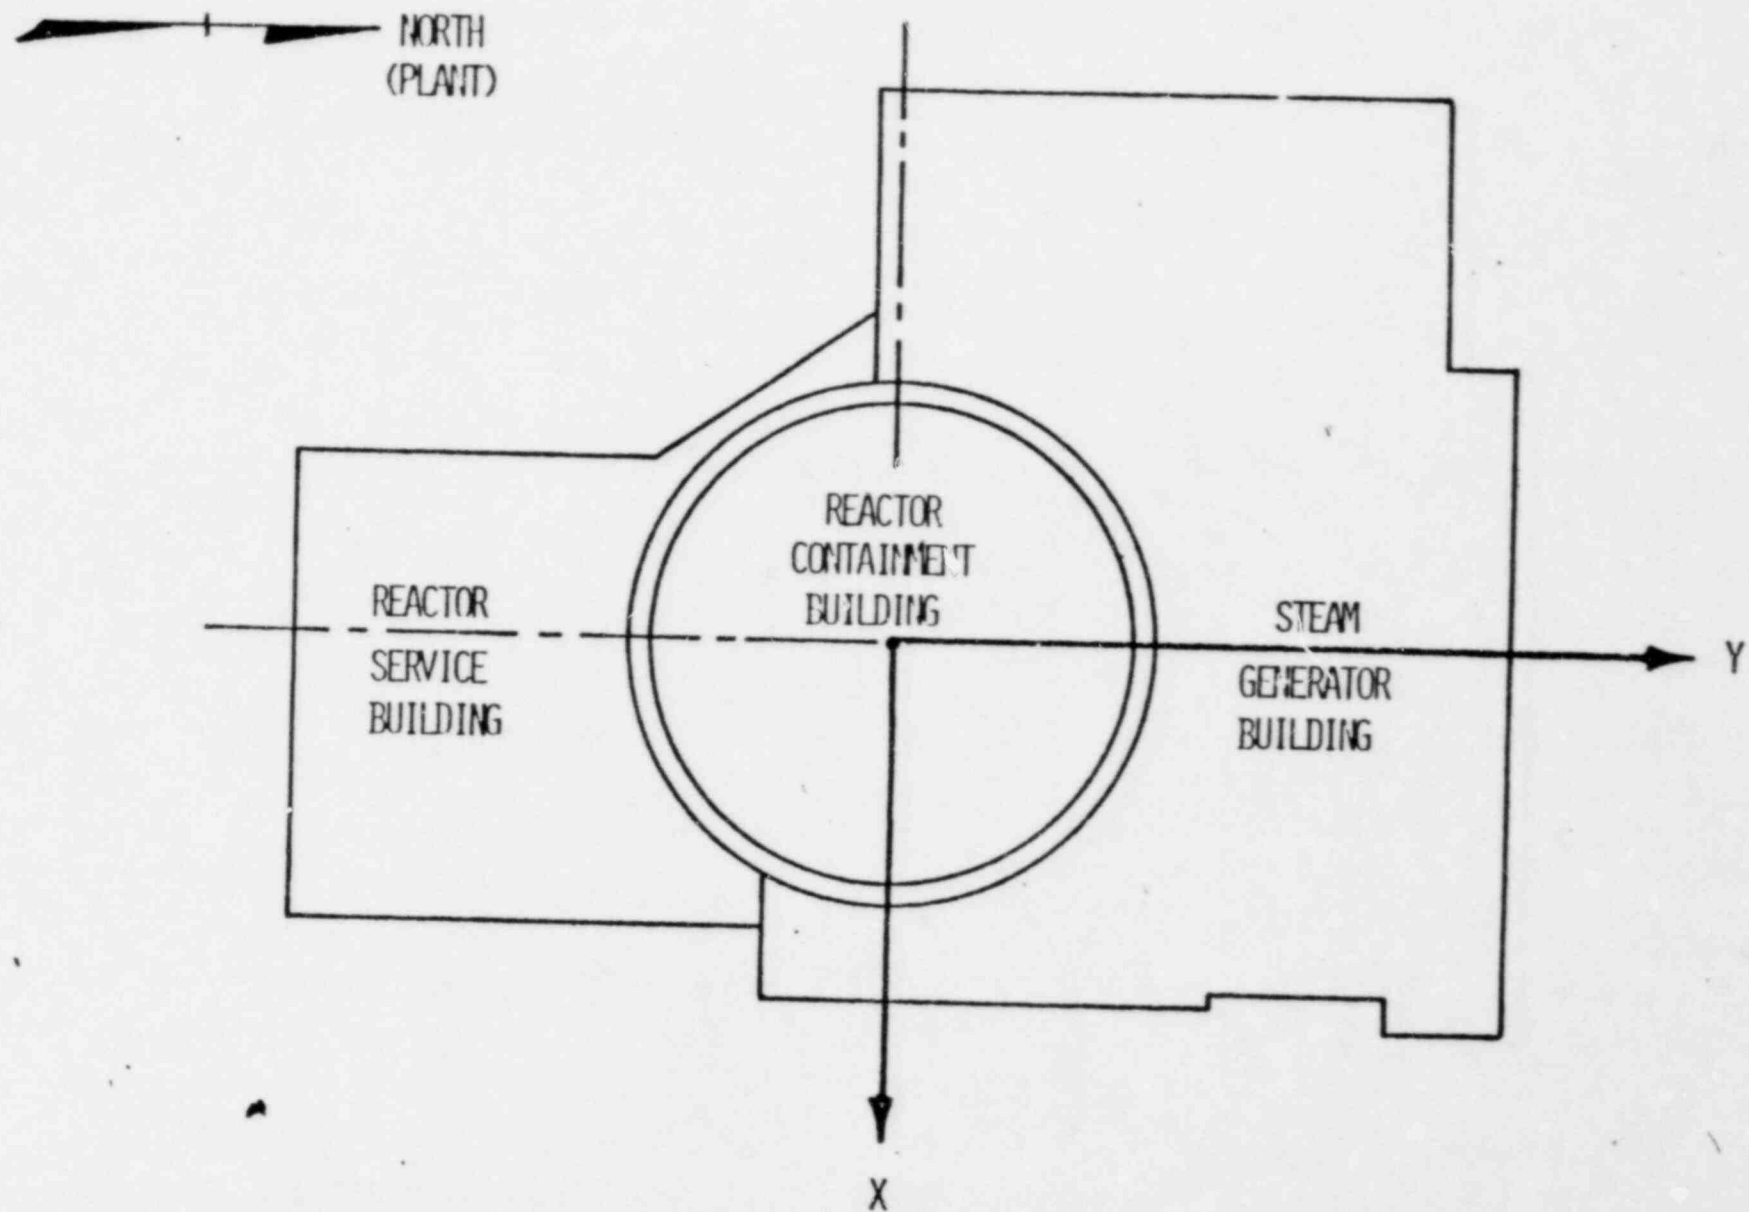 NORTH
(PLANT)
REACTOR
CONTAINMENT
BUILDING
REACTOR
SERVICE
BUILDING
STEAM
GENERATOR
BUILDING
Y
X